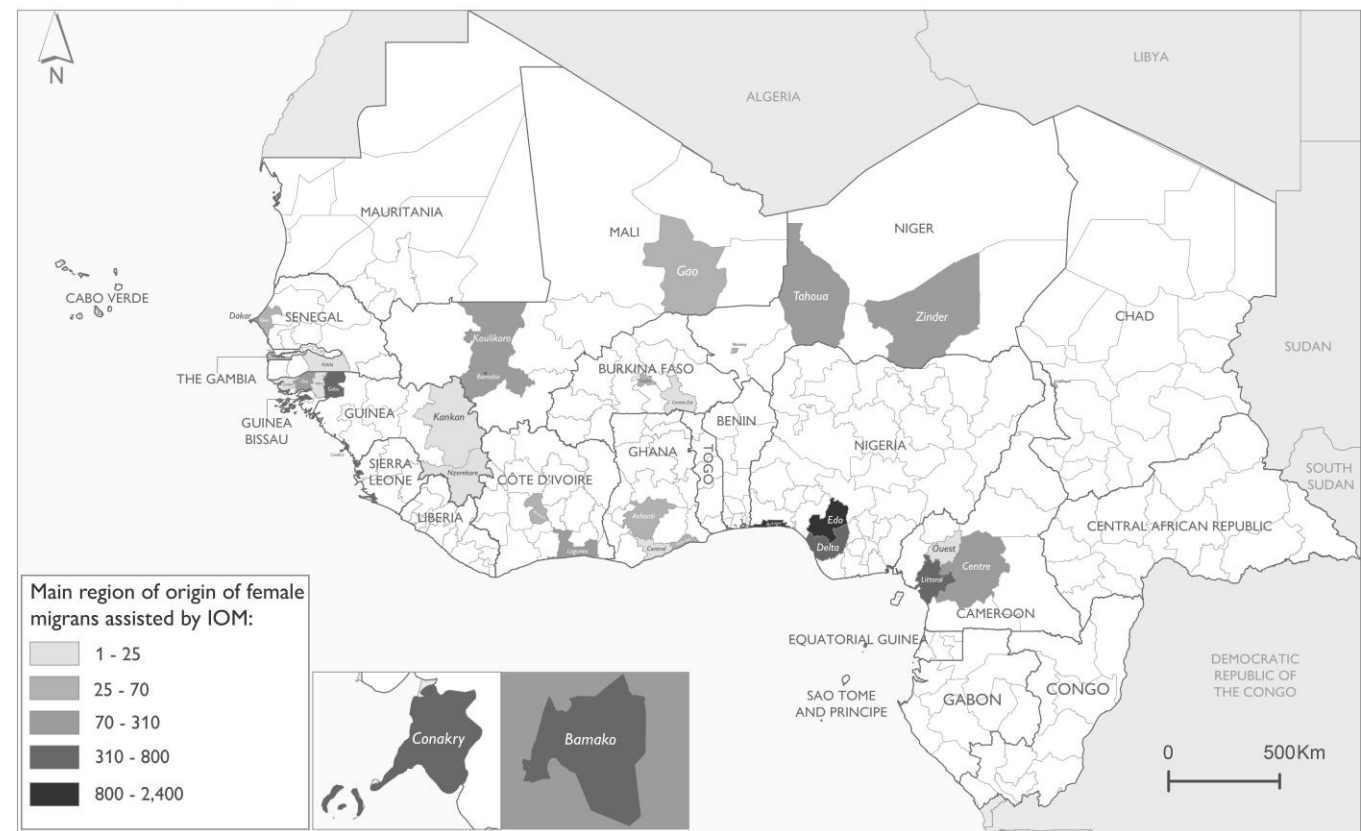 N
LIBYA
ALGERIA
MAURITANIA
MALI
NIGER
Gao
Tahoua
Zinder
CABO VERDE
Dakar
SENEGAL
CHAD
SUDAN
Koulikoro
Bamako
THE GAMBIA
Kolda
BURKINA FASO
Gabu
GUINEA
BISSAU
GUINEA
Kankan
BENIN
NIGERIA
Conakry
SIERRA
LEONE
Nzerekore
CÔTE D'IVOIRE
GHANA
TOGO
SOUTH
SUDAN
LIBERIA
Ashanti
Edo
CENTRAL AFRICAN REPUBLIC
Lagunes
Central
Delta
Ouest
Centre
Littoral
CAMEROON
EQUATORIAL GUINEA
SAO TOME
AND PRINCIPE
GABON
CONGO
DEMOCRATIC
REPUBLIC OF
THE CONGO
Main region of origin of female
migrans assisted by IOM:
1 - 25
25 - 70
70 - 310
310 - 800
800 - 2,400
Conakry
Bamako
0 500Km